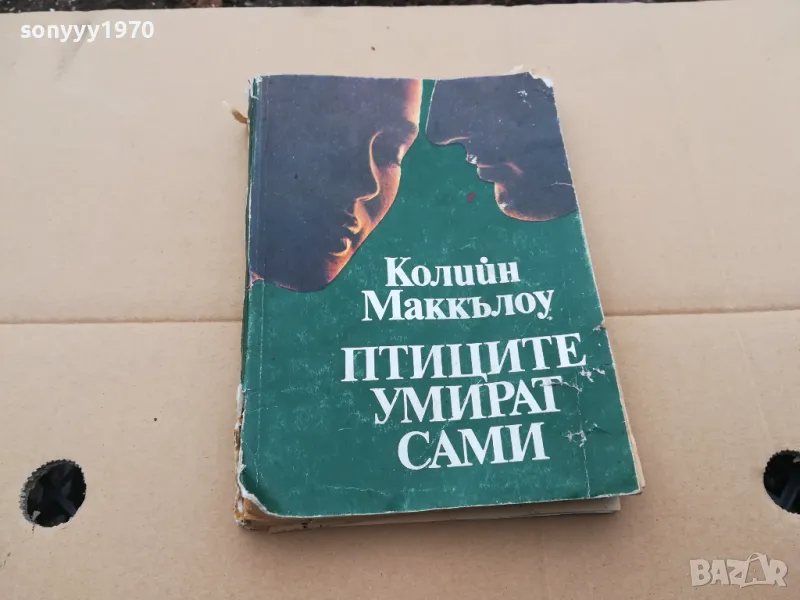 sonyyy1970
Колийн
Маккълоу
ПТИЦИТЕ
УМИРАТ
САМИ
BAZAR